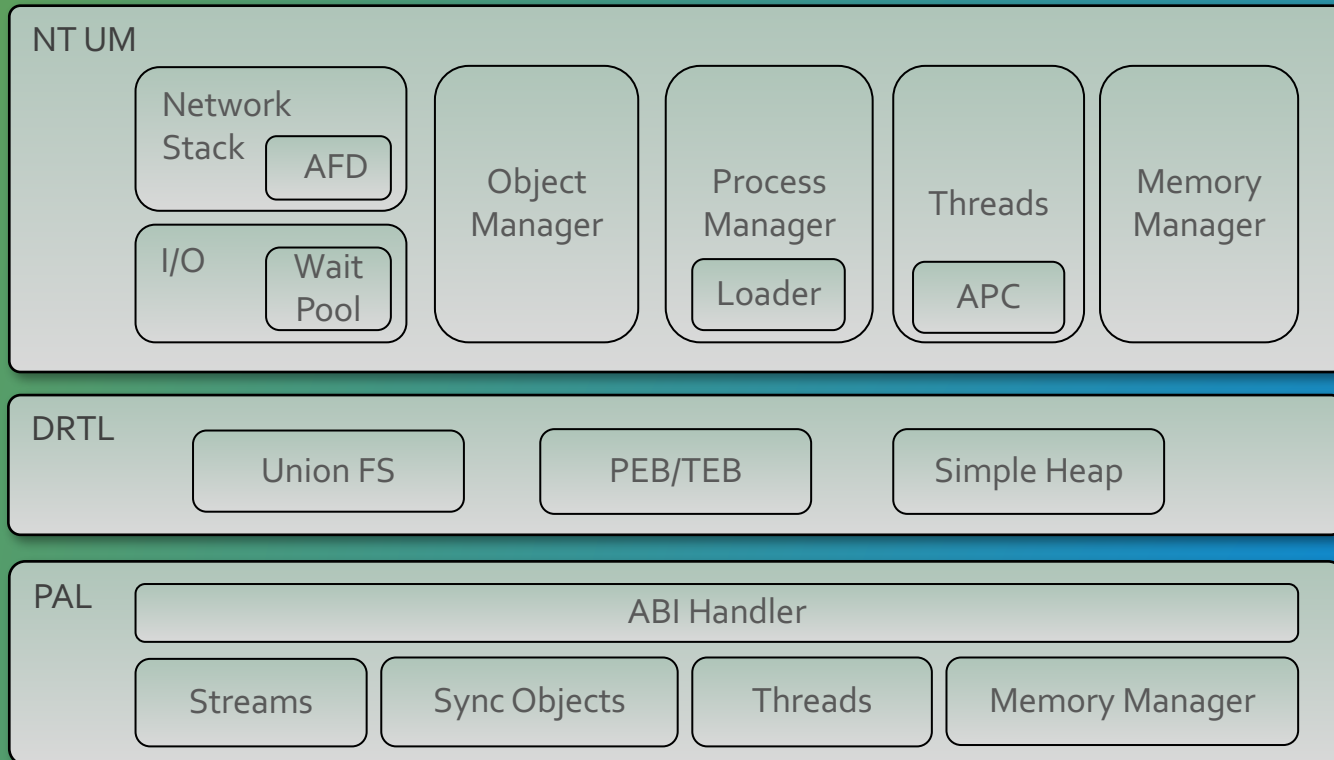 NT UM
Network
Stack
AFD
I/O
Wait
Pool
Object
Manager
Process
Manager
Loader
Threads
APC
Memory
Manager
DRTL
Union FS
PEB/TEB
Simple Heap
PAL
ABI Handler
Streams
Sync Objects
Threads
Memory Manager